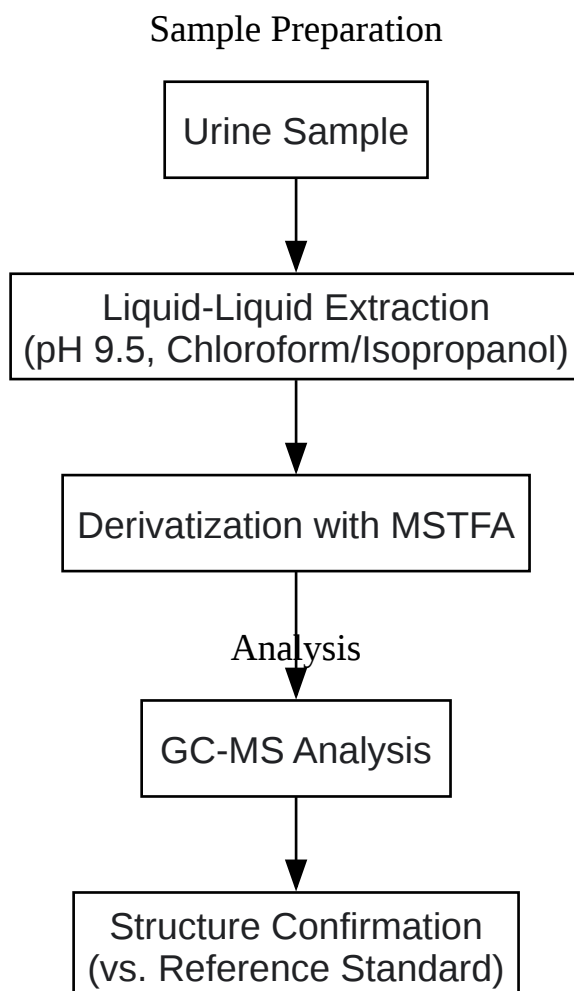 Sample Preparation
Urine Sample
Liquid-Liquid Extraction
(pH 9.5, Chloroform/Isopropanol)
Derivatization with MSTFA
Analysis
GC-MS Analysis
Structure Confirmation
(vs. Reference Standard)